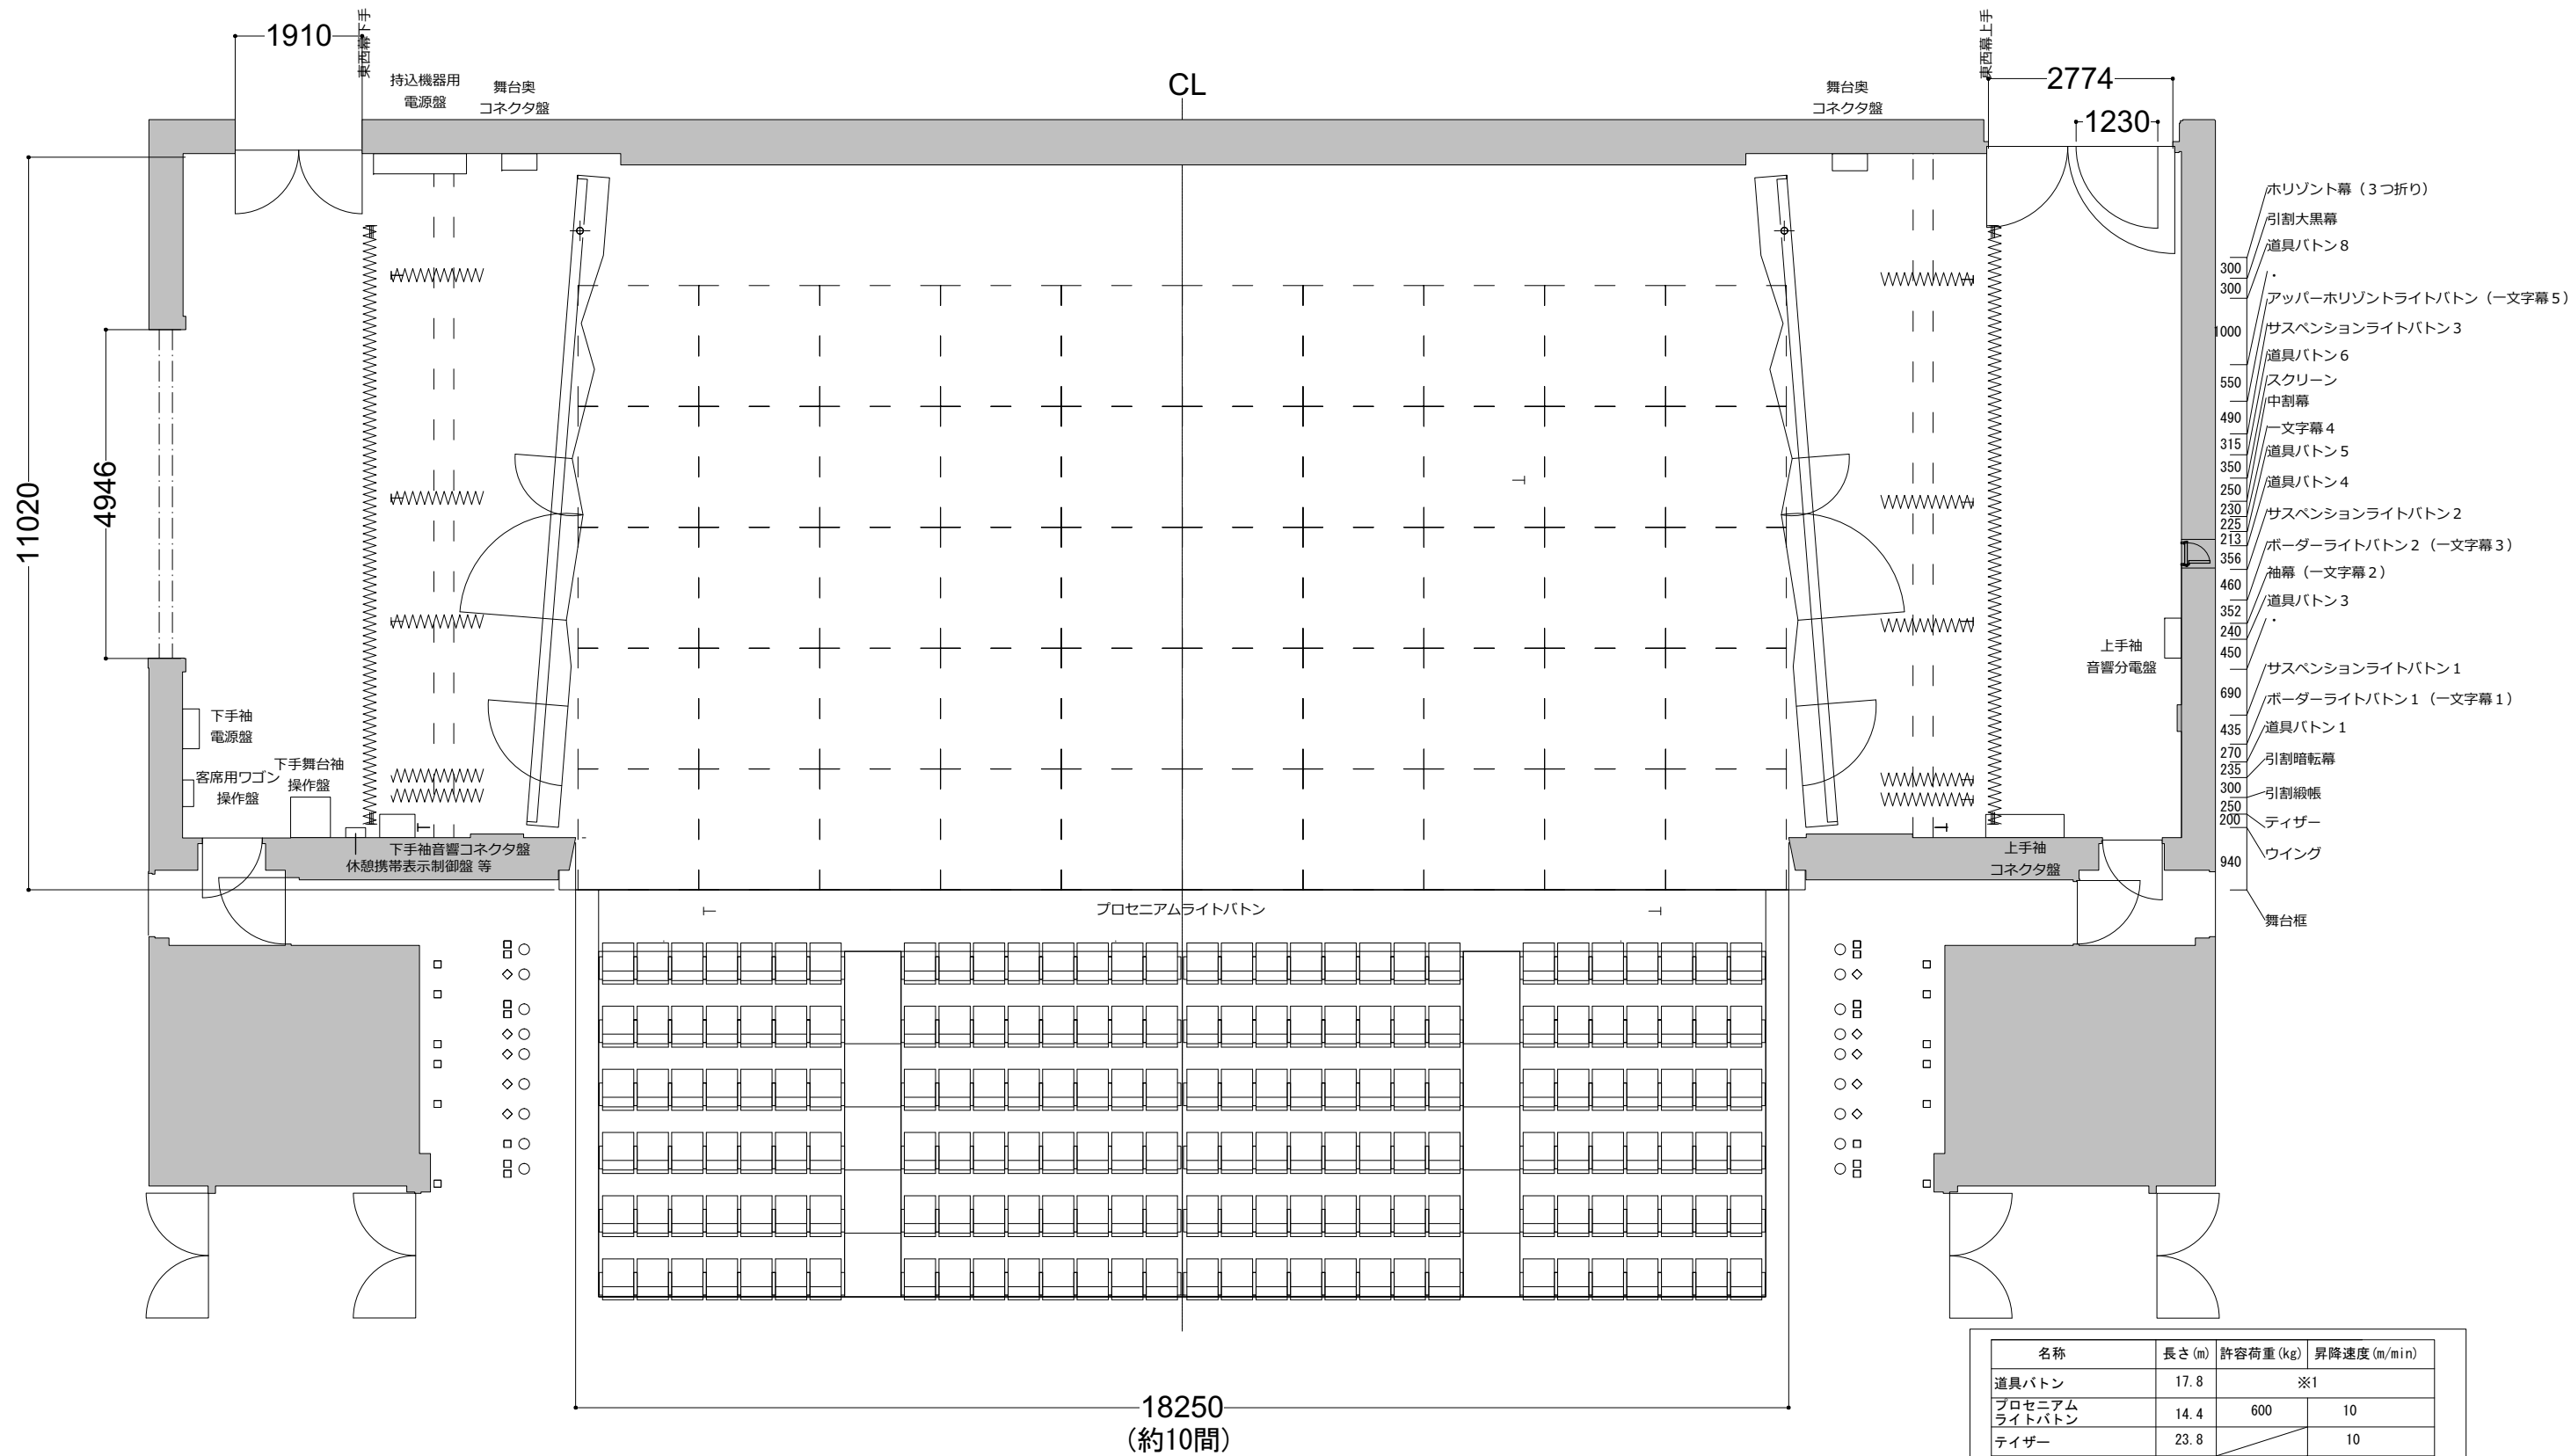 1910
東西幕下手
持込機器用
電源盤
舞台奥
コネクタ盤
CL
舞台奥
コネクタ盤
東西幕上手
2774
1230
11020
4946
ホリゾント幕（３つ折り）
引割大黒幕
道具バトン８
・
アッパーホリゾントライトバトン（一文字幕５）
サスペンションライトバトン３
道具バトン６
スクリーン
中割幕
一文字幕４
道具バトン５
道具バトン４
サスペンションライトバトン２
ボーダーライトバトン２（一文字幕３）
袖幕（一文字幕２）
道具バトン３
・
サスペンションライトバトン１
ボーダーライトバトン１（一文字幕１）
道具バトン１
引割暗転幕
引割緞帳
ティザー
ウイング
舞台框
300
300
1000
550
490
315
350
250
230
225
213
356
460
352
240
450
690
435
270
235
300
250
200
940
上手袖
音響分電盤
下手袖
電源盤
客席用ワゴン
操作盤
下手舞台袖
操作盤
下手袖音響コネクタ盤
休憩携帯表示制御盤 等
上手袖
コネクタ盤
プロセニアムライトバトン
18250
(約10間)
名称 長さ(m) 許容荷重(kg) 昇降速度(m/min)
道具バトン 17.8 ※1
プロセニアム
ライトバトン 14.4 600 10
テイザー 23.8 10